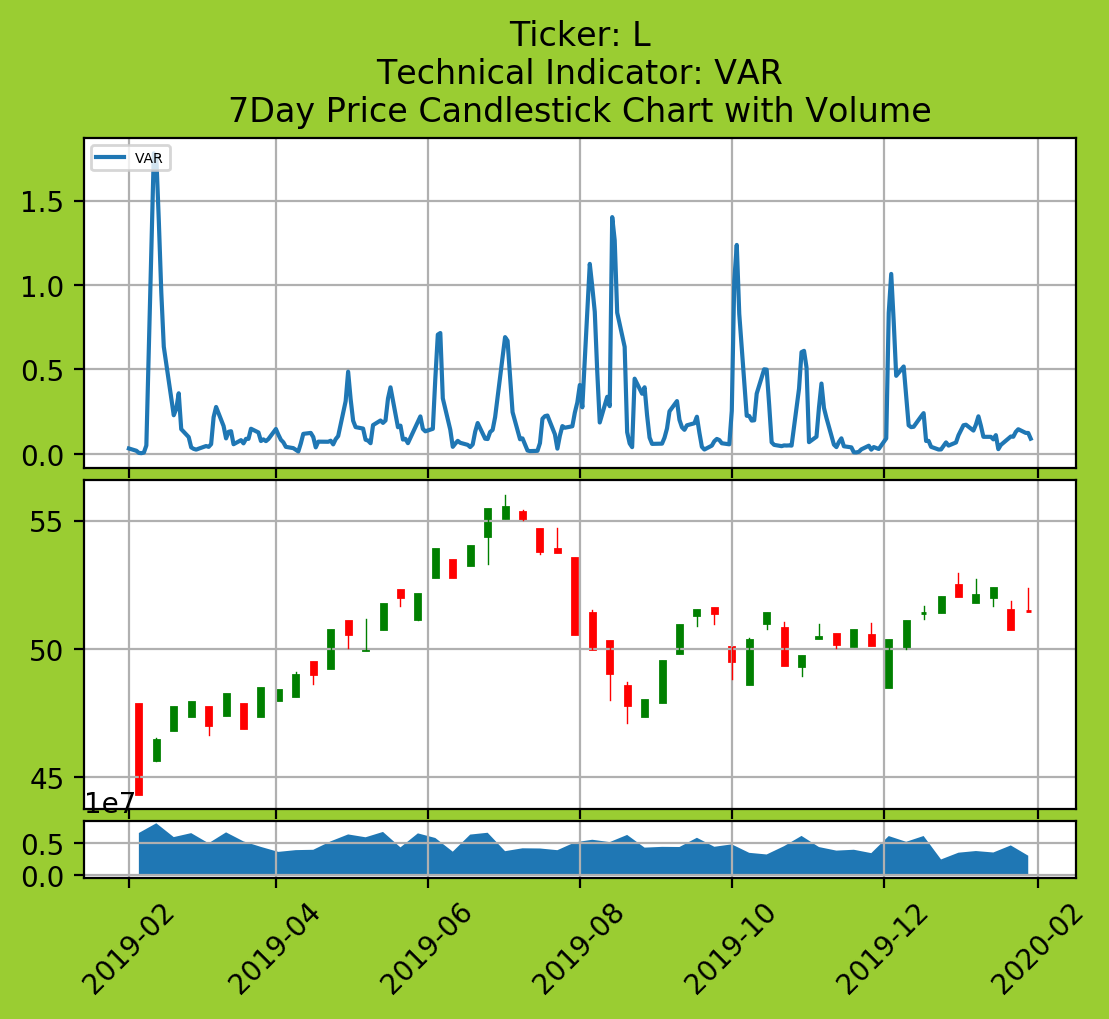 Ticker: L
Technical Indicator: VAR
7Day Price Candlestick Chart with Volume
VAR
1.5
1.0
0.5
0.0
55
50
45
1e7
0.5
0.0
2019-02 2019-04 2019-06 2019-08 2019-10 2019-12 2020-02